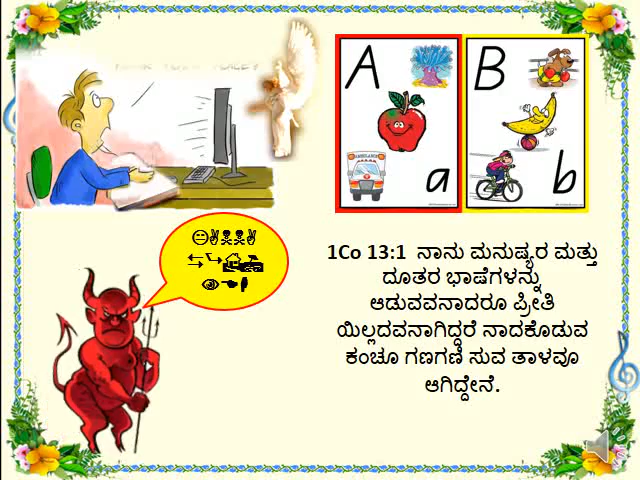 A
a
B
b
1Co 13:1 ನಾನು ಮನುಷ್ಯರ ಮತ್ತು
ದೂತರ ಭಾಷೆಗಳನ್ನು
ಆಡುವವನಾದರೂ ಪ್ರೀತಿ
ಯಿಲ್ಲದವನಾಗಿದ್ದರೆ ನಾದಕೊಡುವ
ಕಂಚೂ ಗಣಗಣಿ ಸುವ ತಾಳವೂ
ಆಗಿದ್ದೇನೆ.